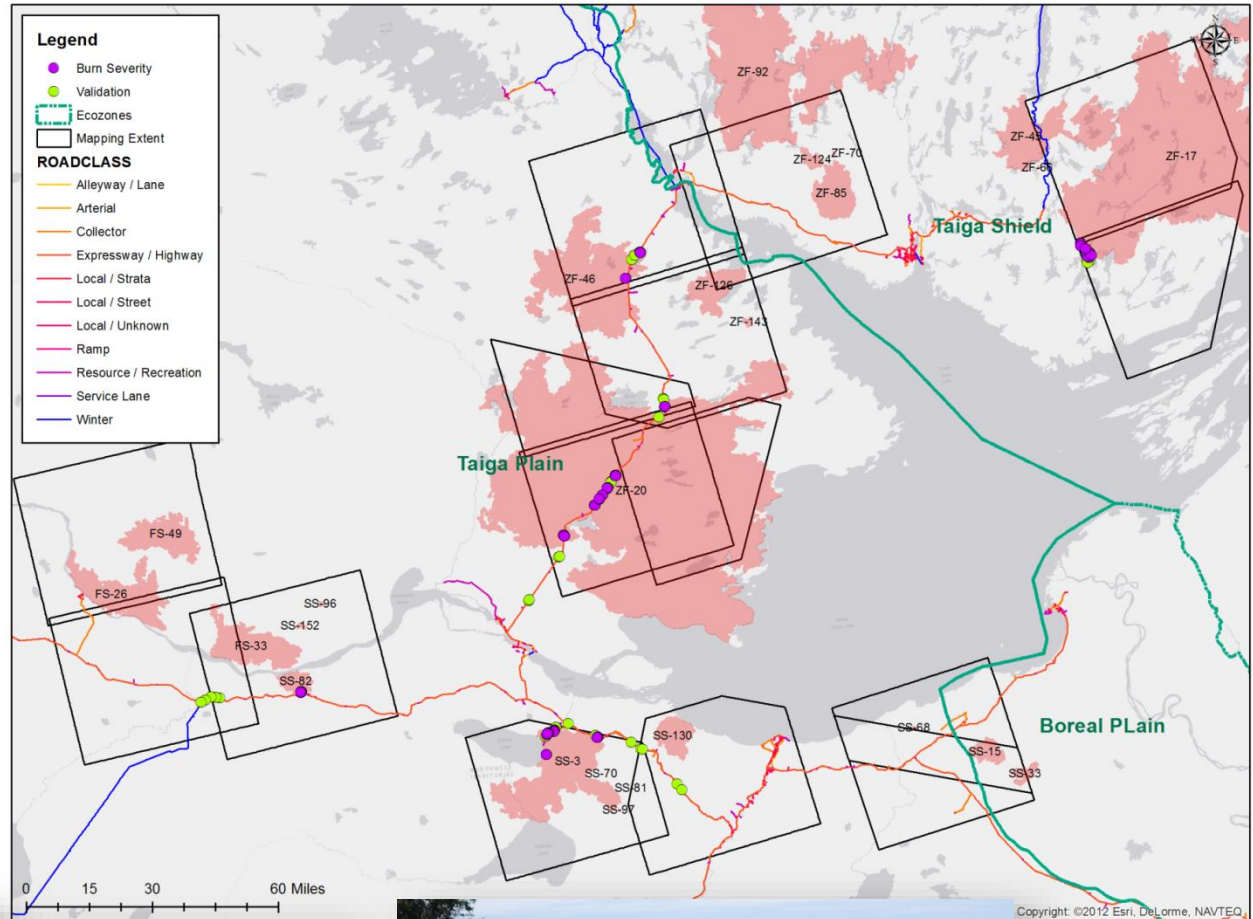 Legend
Burn Severity
Validation
Ecozones
Mapping Extent
ROADCLASS
Alleyway / Lane
Arterial
Collector
Expressway / Highway
Local / Strata
Local / Street
Local / Unknown
Ramp
Resource / Recreation
Service Lane
Winter
N
E
S
ZF-92
ZF-124
ZF-70
ZF-85
ZF-45
ZF-66
ZF-17
Taiga Shield
ZF-46
ZF-126
ZF-143
Taiga Plain
ZF-20
FS-49
FS-26
SS-96
SS-152
FS-33
SS-82
SS-3
SS-70
SS-81
SS-97
SS-130
SS-68
Boreal PLain
SS-15
SS-33
0 15 30 60 Miles
Copyright: ©2012 Esri, DeLorme, NAVTEQ